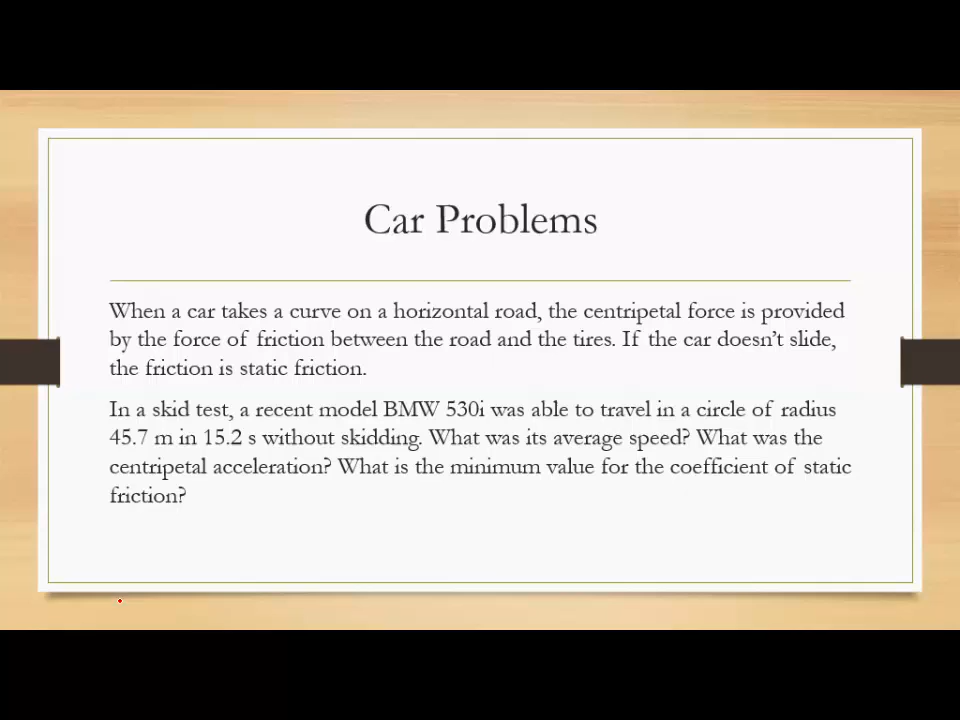 Car Problems
When a car takes a curve on a horizontal road, the centripetal force is provided
by the force of friction between the road and the tires. If the car doesn’t slide,
the friction is static friction.
In a skid test, a recent model BMW 530i was able to travel in a circle of radius
45.7 m in 15.2 s without skidding. What was its average speed? What was the
centripetal acceleration? What is the minimum value for the coefficient of static
friction?